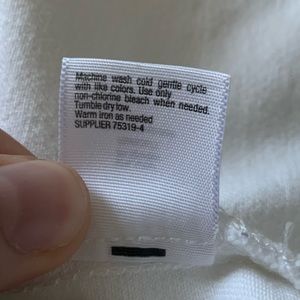 Machine wash cold gentle cycle
with like colors. Use only
non-chlorine bleach when needed.
Tumble dry low.
Warm iron as needed
SUPPLIER 75319-4